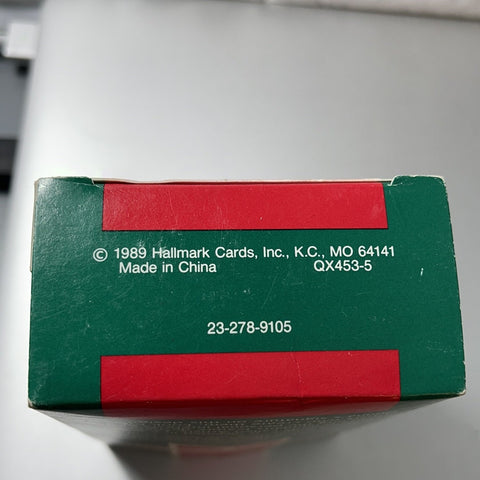 © 1989 Hallmark Cards, Inc., K.C., MO 64141
Made in China QX453-5
23-278-9105